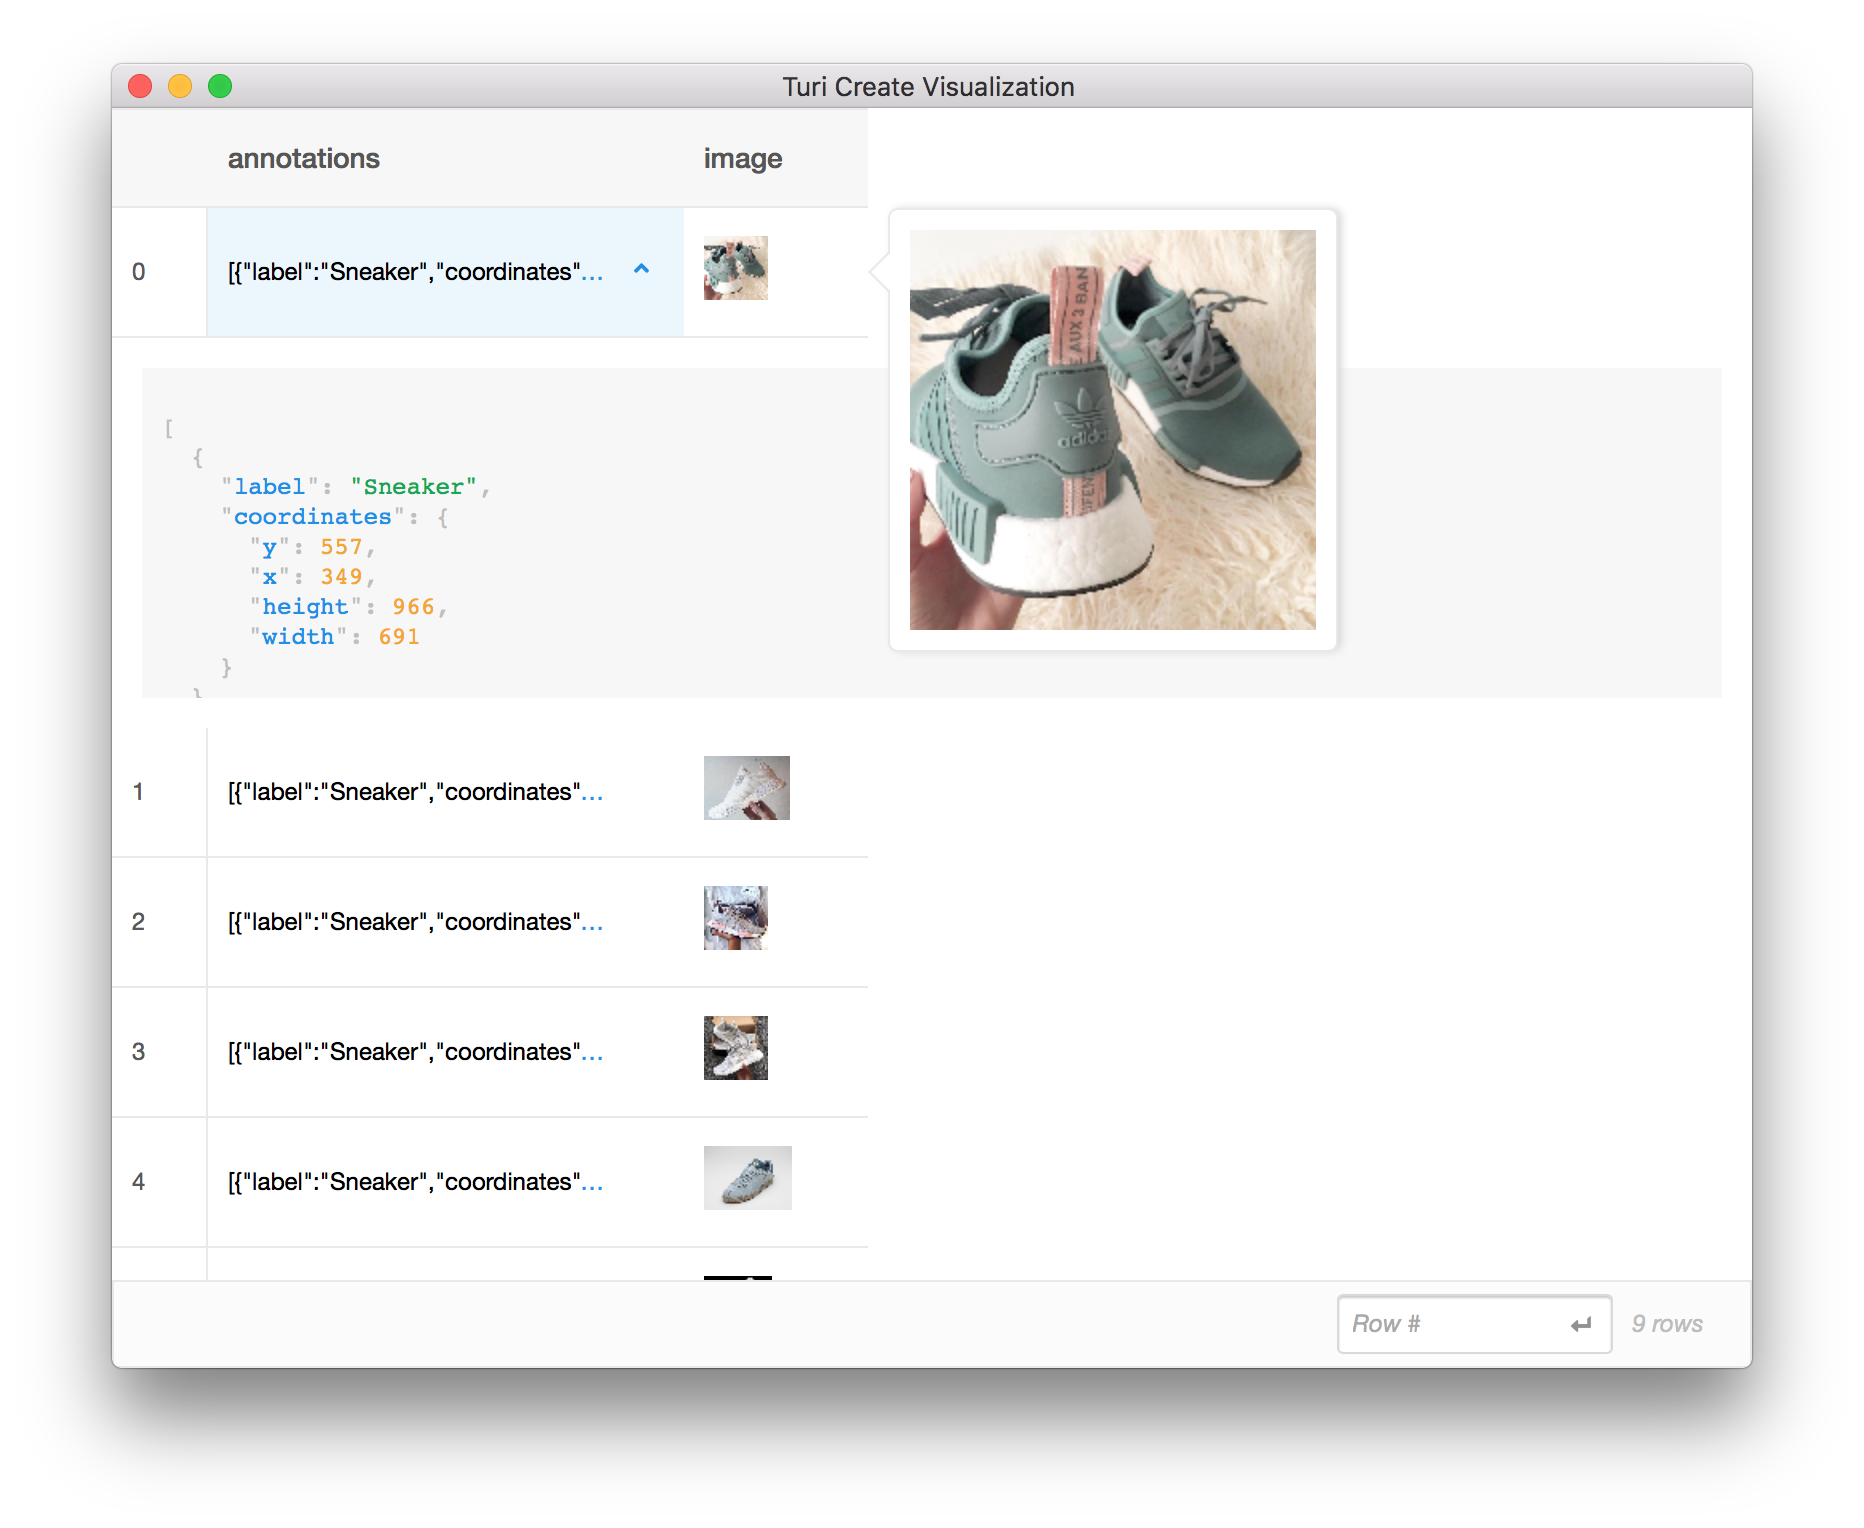 Turi Create Visualization
annotations image
0 [{"label":"Sneaker","coordinates"...
E AUX 3 BAN
adidas
UFEN
[
{
"label": "Sneaker",
"coordinates": {
"y": 557,
"x": 349,
"height": 966,
"width": 691
}
}
1 [{"label":"Sneaker","coordinates"...
2 [{"label":"Sneaker","coordinates"...
3 [{"label":"Sneaker","coordinates"...
4 [{"label":"Sneaker","coordinates"...
Row # 9 rows